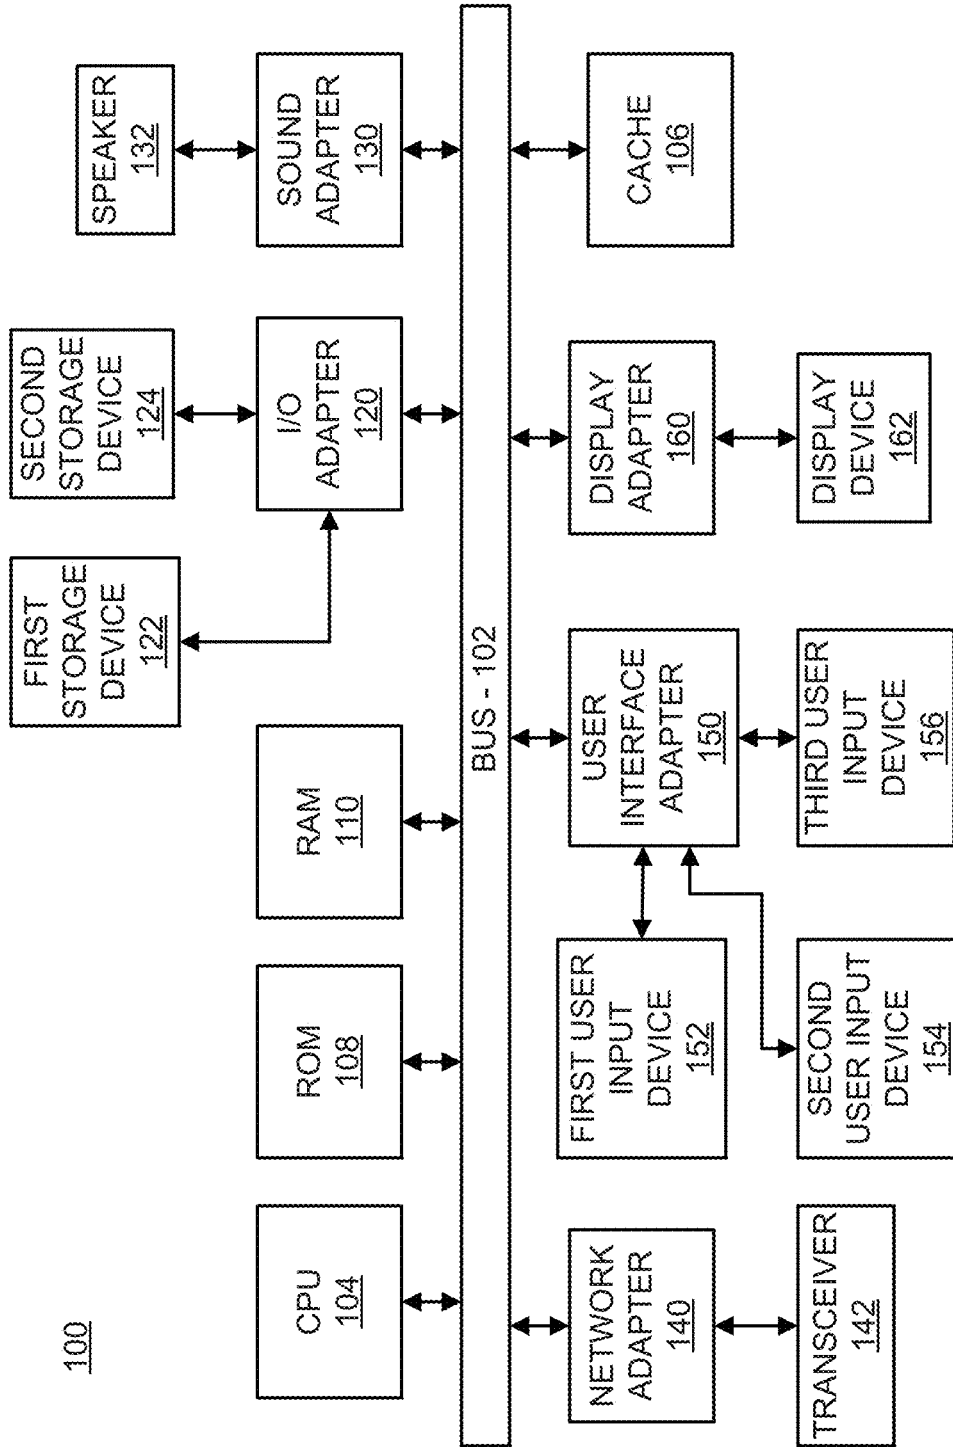 100
FIRST
STORAGE
DEVICE
122
SECOND
STORAGE
DEVICE
124
SPEAKER
132
CPU
104
ROM
108
RAM
110
I/O
ADAPTER
120
SOUND
ADAPTER
130
BUS - 102
NETWORK
ADAPTER
140
FIRST USER
INPUT
DEVICE
152
USER
INTERFACE
ADAPTER
150
DISPLAY
ADAPTER
160
CACHE
106
TRANSCEIVER
142
SECOND
USER INPUT
DEVICE
154
THIRD USER
INPUT
DEVICE
156
DISPLAY
DEVICE
162